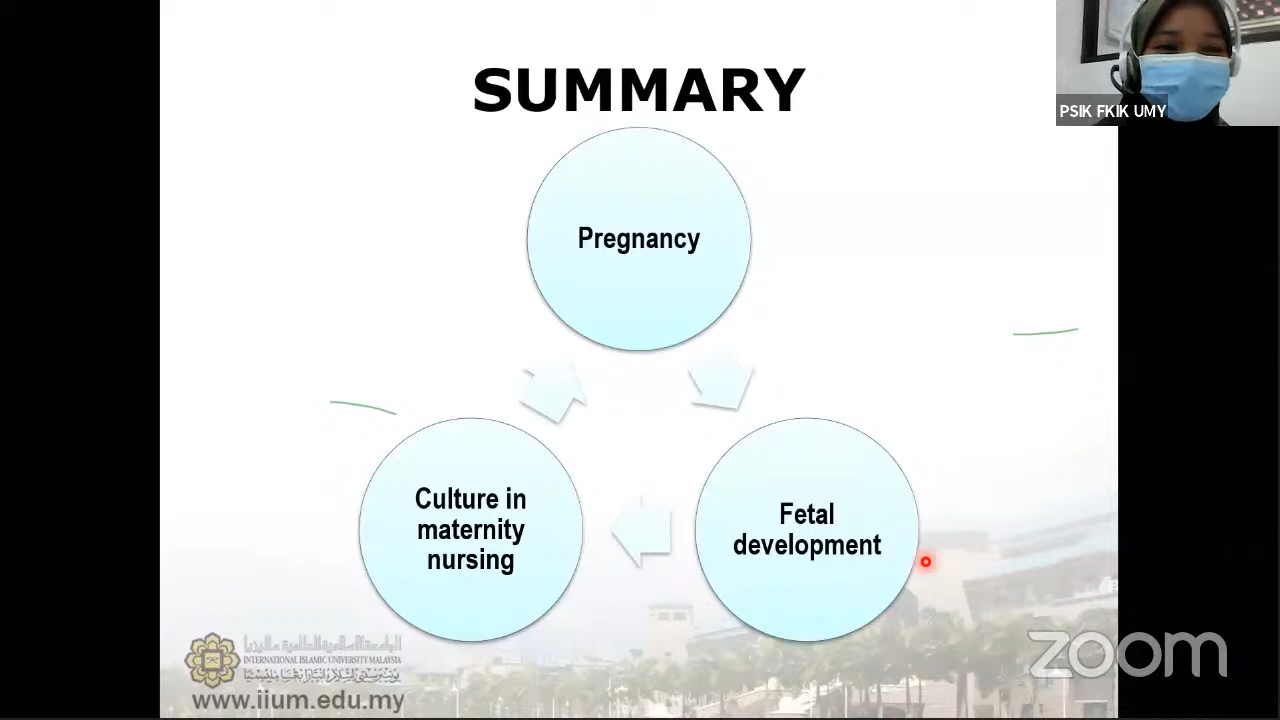 SUMMARY
PSIK FKIK UMY
Pregnancy
Culture in
maternity
nursing
Fetal
development
INTERNATIONAL ISLAMIC UNIVERSITY MALAYSIA
www.iium.edu.my
zoom